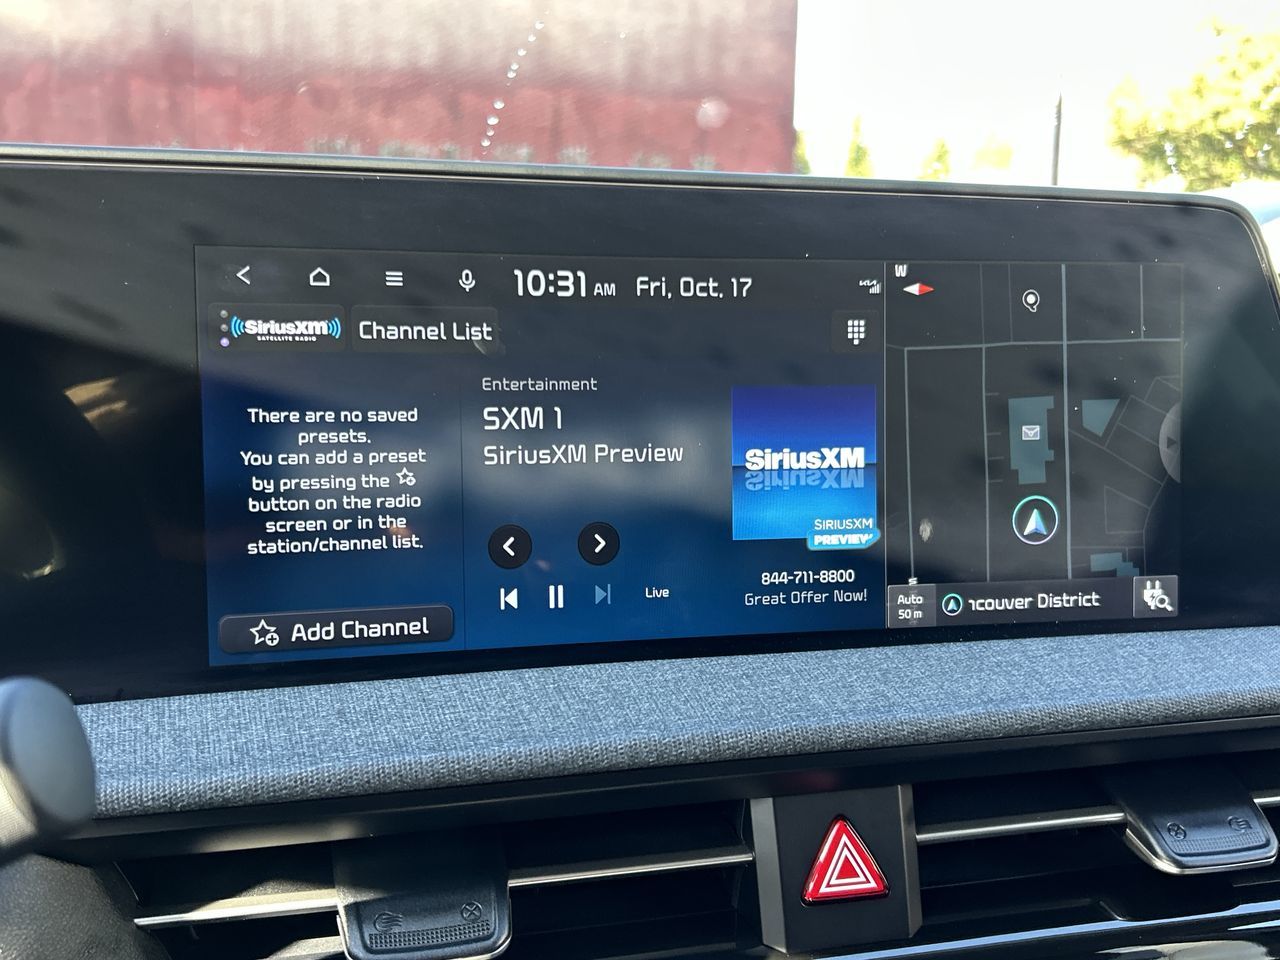 10:31 AM Fri, Oct. 17
SiriusXM
SATELLITE RADIO
Channel List
There are no saved
presets.
You can add a preset
by pressing the
button on the radio
screen or in the
station/channel list.
Add Channel
Entertainment
SXM 1
SiriusXM Preview
Live
SiriusXM
SIRIUSXM
PREVIEW
844-711-8800
Great Offer Now!
W
Auto
50 m
ncouver District